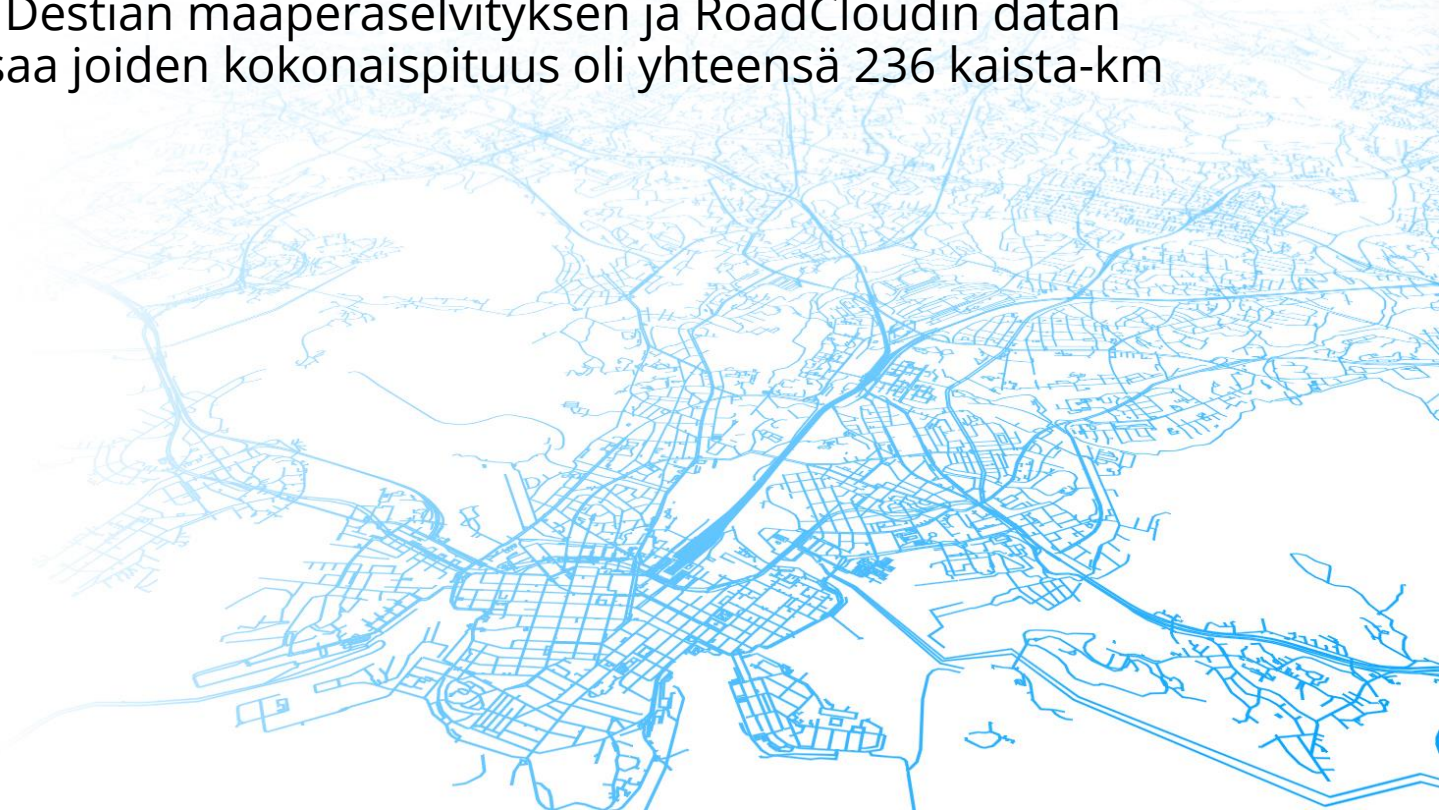 Destian maaperäselvityksen ja RoadCloudin datan
saa joiden kokonaispituus oli yhteensä 236 kaista-km